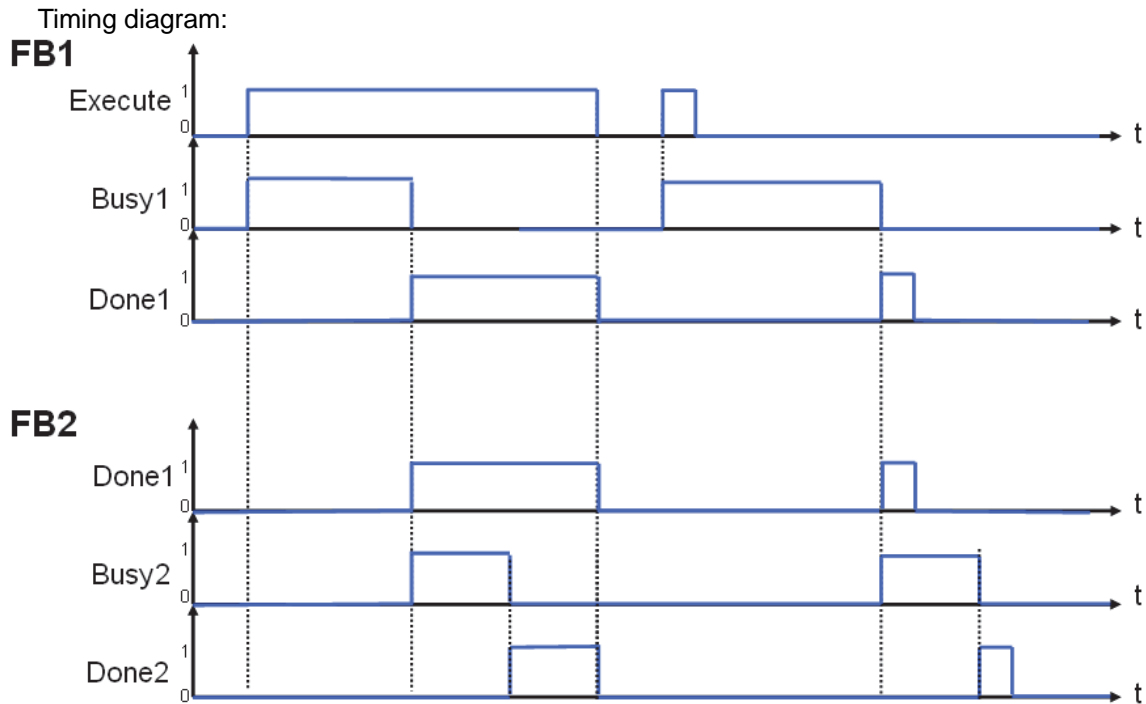 Timing diagram:
FB1
Execute 1
0 t
Busy1 1
0 t
Done1 1
0 t
FB2
Done1 1
0 t
Busy2 1
0 t
Done2 1
0 t